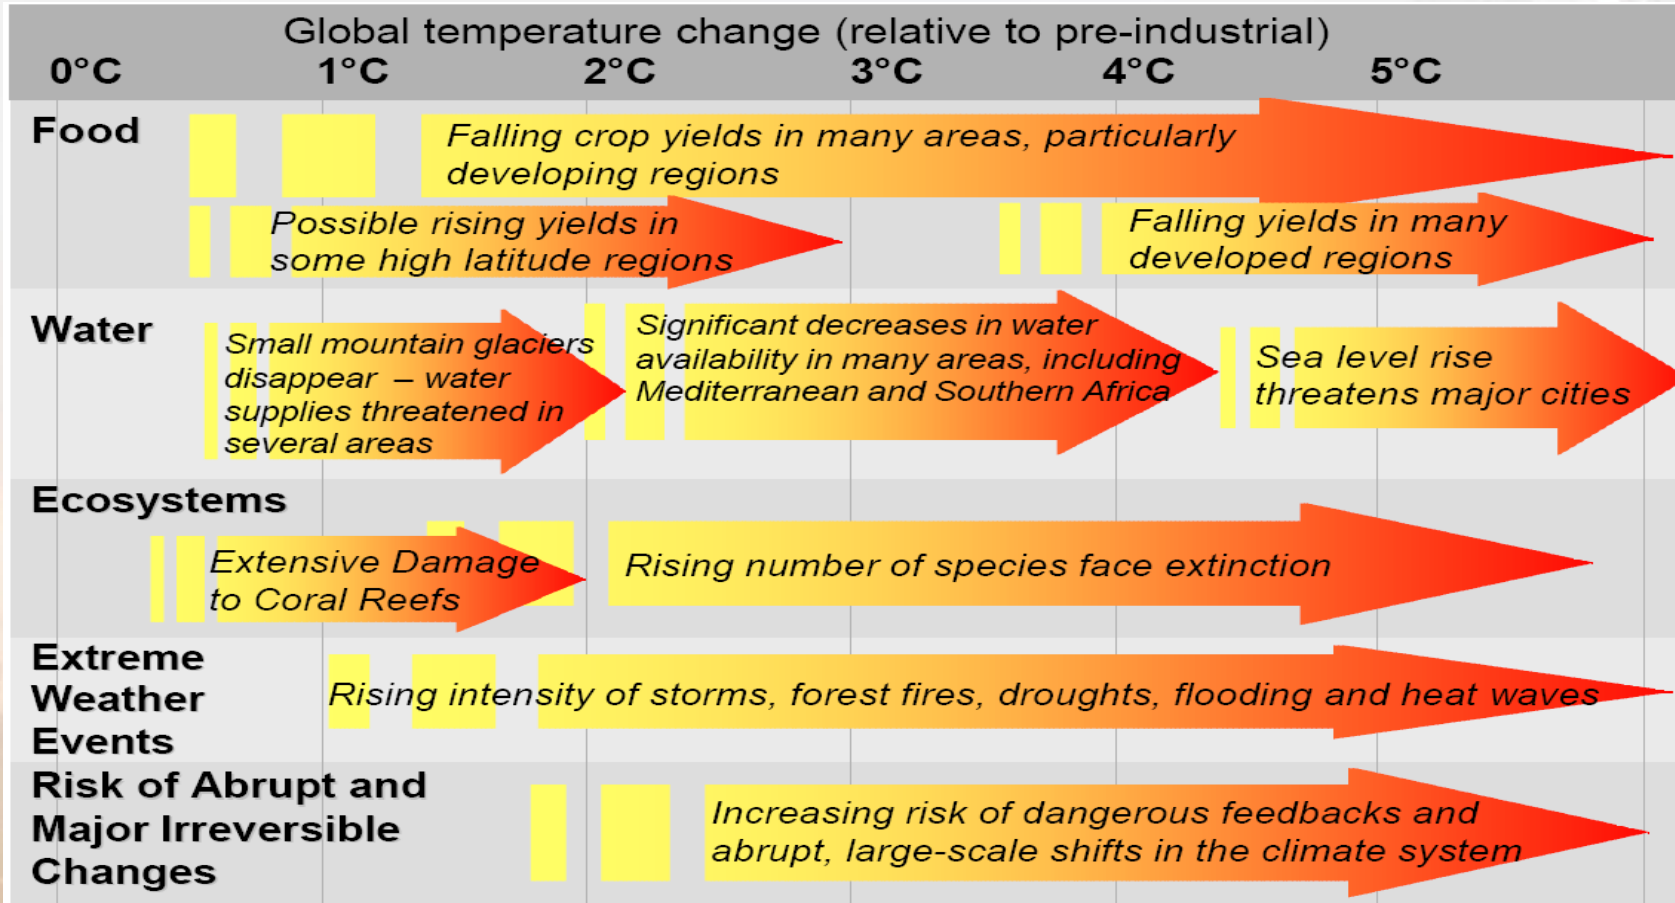 Global temperature change (relative to pre-industrial)
0°C 1°C 2°C 3°C 4°C 5°C
Food
Falling crop yields in many areas, particularly
developing regions
Possible rising yields in
some high latitude regions
Falling yields in many
developed regions
Water
Small mountain glaciers
disappear – water
supplies threatened in
several areas
Significant decreases in water
availability in many areas, including
Mediterranean and Southern Africa
Sea level rise
threatens major cities
Ecosystems
Extensive Damage
to Coral Reefs
Rising number of species face extinction
Extreme
Weather
Events
Rising intensity of storms, forest fires, droughts, flooding and heat waves
Risk of Abrupt and
Major Irreversible
Changes
Increasing risk of dangerous feedbacks and
abrupt, large-scale shifts in the climate system